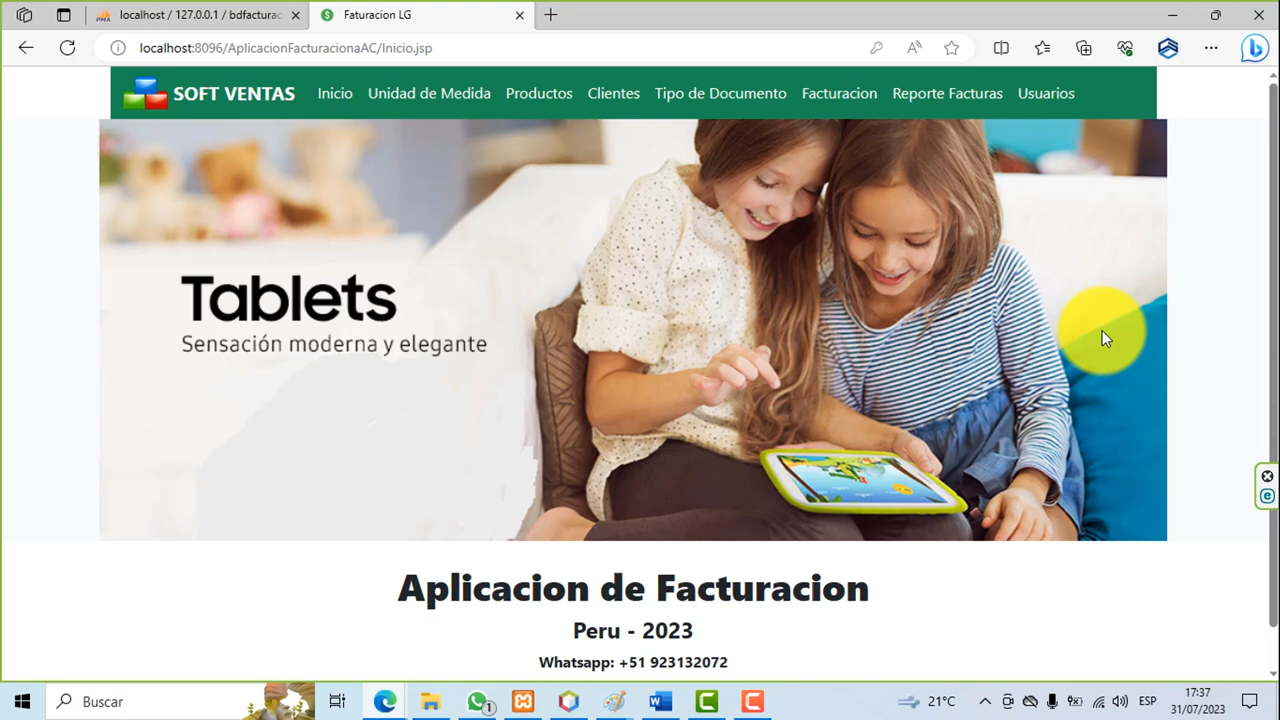 localhost / 127.0.0.1 / bdfacturac
Faturacion LG
localhost:8096/AplicacionFacturacionaAC/Inicio.jsp
SOFT VENTAS Inicio Unidad de Medida Productos Clientes Tipo de Documento Facturacion Reporte Facturas Usuarios
Tablets
Sensación moderna y elegante
Aplicacion de Facturacion
Peru - 2023
Whatsapp: +51 923132072
Buscar
1
21°C
ESP
17:37
31/07/2023